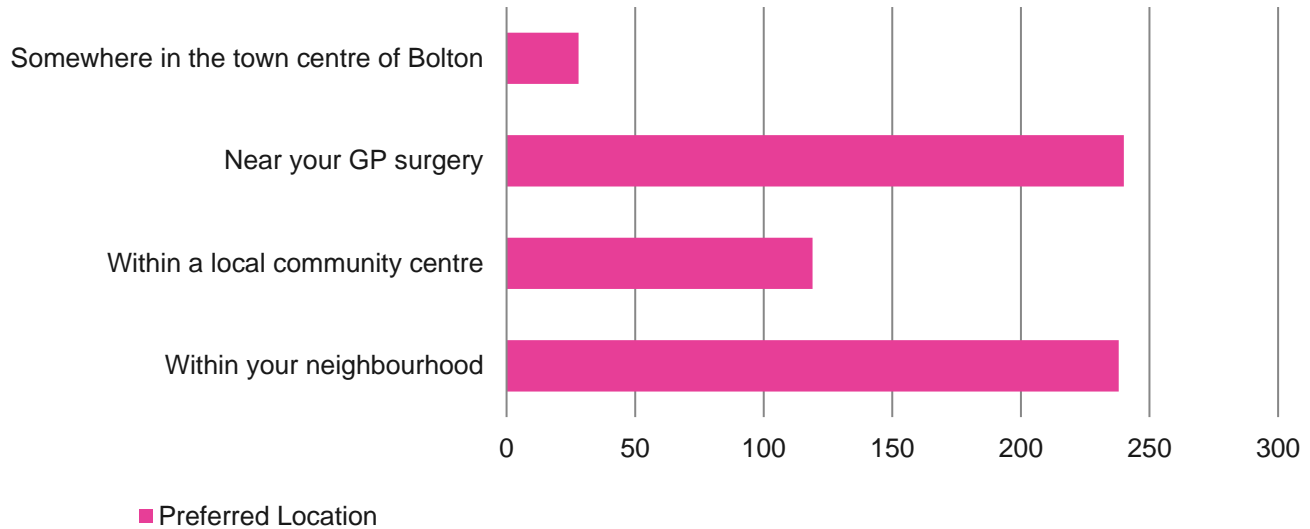 Somewhere in the town centre of Bolton
Near your GP surgery
Within a local community centre
Within your neighbourhood
0 50 100 150 200 250 300
Preferred Location